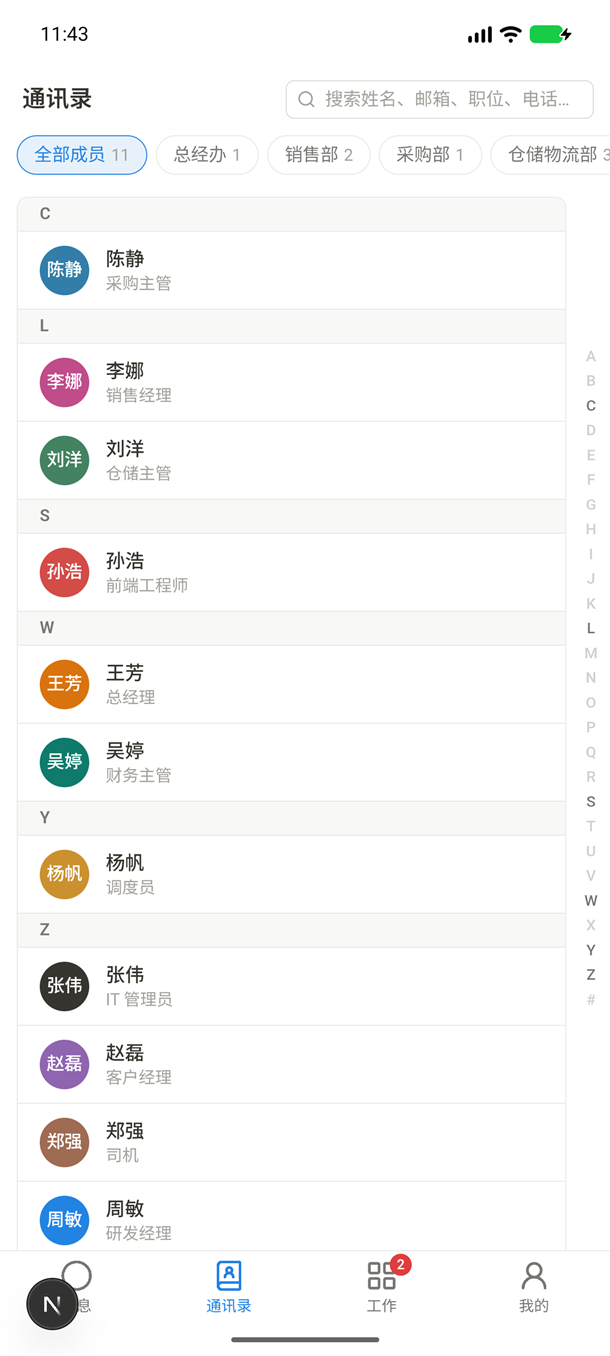 11:43
通讯录
搜索姓名、邮箱、职位、电话...
全部成员 11 总经办 1 销售部 2 采购部 1 仓储物流部 3
C
陈静 陈静
采购主管
L
李娜 李娜
销售经理
刘洋 刘洋
仓储主管
S
孙浩 孙浩
前端工程师
W
王芳 王芳
总经理
吴婷 吴婷
财务主管
Y
杨帆 杨帆
调度员
Z
张伟 张伟
IT 管理员
赵磊 赵磊
客户经理
郑强 郑强
司机
周敏 周敏
研发经理
A
B
C
D
E
F
G
H
I
J
K
L
M
N
O
P
Q
R
S
T
U
V
W
X
Y
Z
#
2
N 息 通讯录 工作 我的